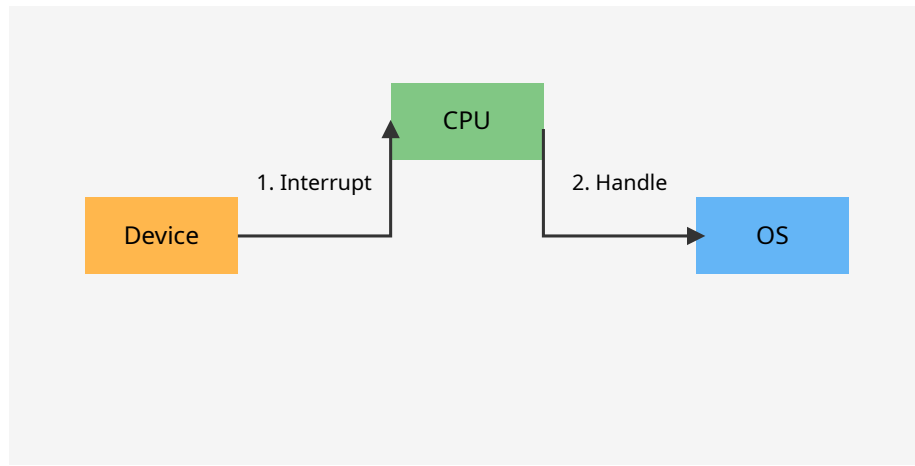 CPU
1. Interrupt
2. Handle
Device
OS